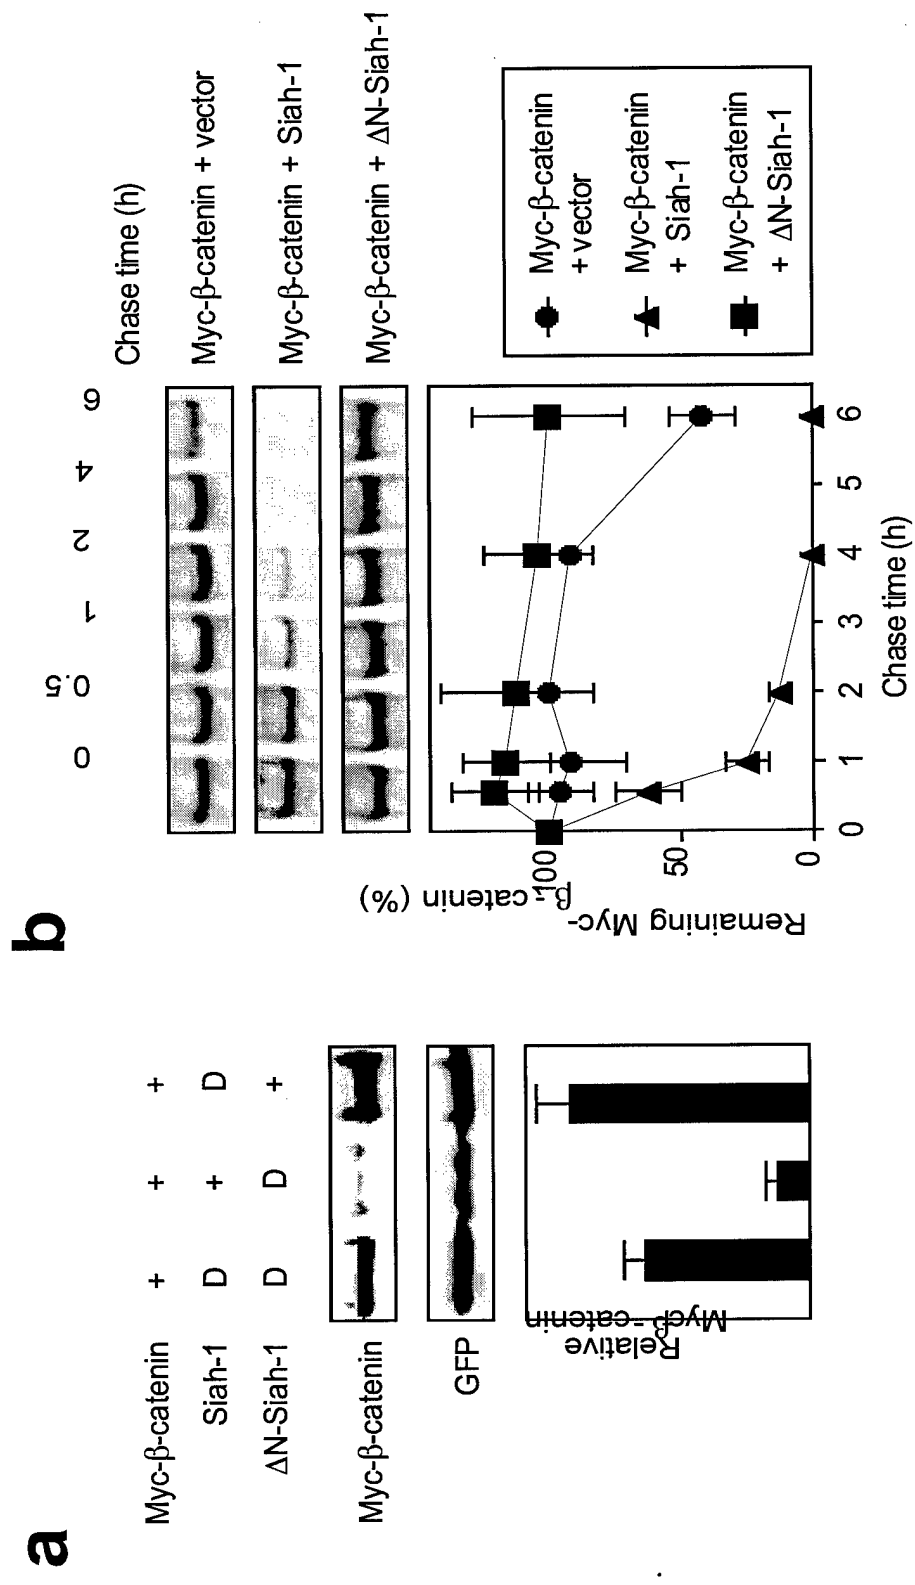 a
Myc-β-catenin + + +
Siah-1 D + D
ΔN-Siah-1 D D +
Myc-β-catenin
GFP
Relative
Myc-β-catenin
b
0 0.5 1 2 4 6 Chase time (h)
Myc-β-catenin + vector
Myc-β-catenin + Siah-1
Myc-β-catenin + ΔN-Siah-1
Remaining Myc-
β-catenin (%)
100
50
0
0 1 2 3 4 5 6
Chase time (h)
Myc-β-catenin
+ vector
Myc-β-catenin
+ Siah-1
Myc-β-catenin
+ ΔN-Siah-1